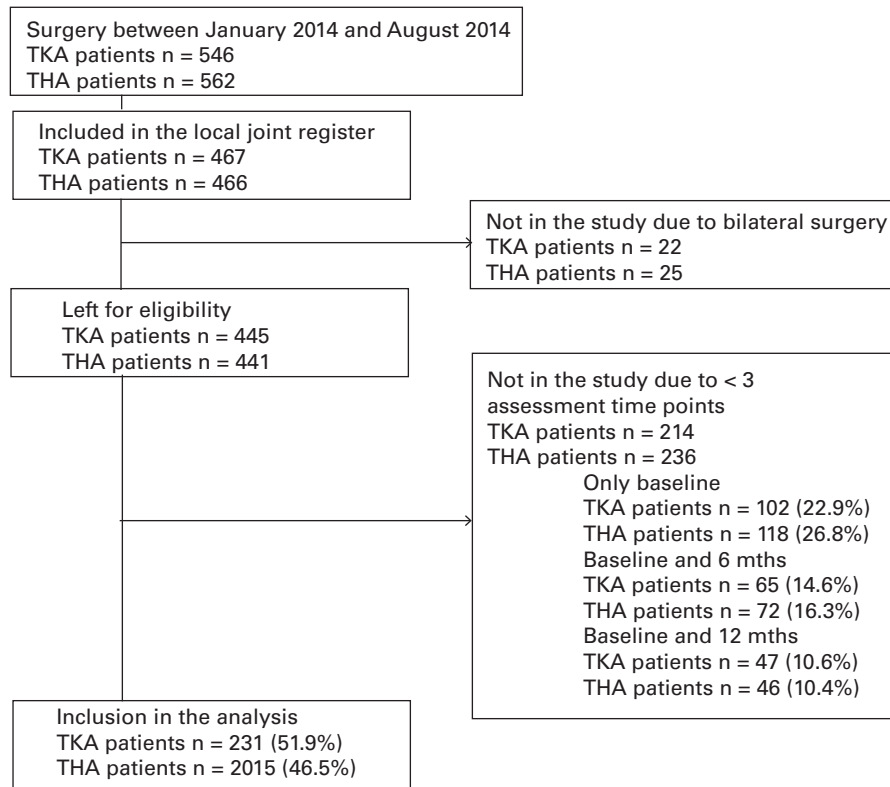 Surgery between January 2014 and August 2014
TKA patients n = 546
THA patients n = 562
Included in the local joint register
TKA patients n = 467
THA patients n = 466
Not in the study due to bilateral surgery
TKA patients n = 22
THA patients n = 25
Left for eligibility
TKA patients n = 445
THA patients n = 441
Not in the study due to < 3
assessment time points
TKA patients n = 214
THA patients n = 236
Only baseline
TKA patients n = 102 (22.9%)
THA patients n = 118 (26.8%)
Baseline and 6 mths
TKA patients n = 65 (14.6%)
THA patients n = 72 (16.3%)
Baseline and 12 mths
TKA patients n = 47 (10.6%)
THA patients n = 46 (10.4%)
Inclusion in the analysis
TKA patients n = 231 (51.9%)
THA patients n = 2015 (46.5%)